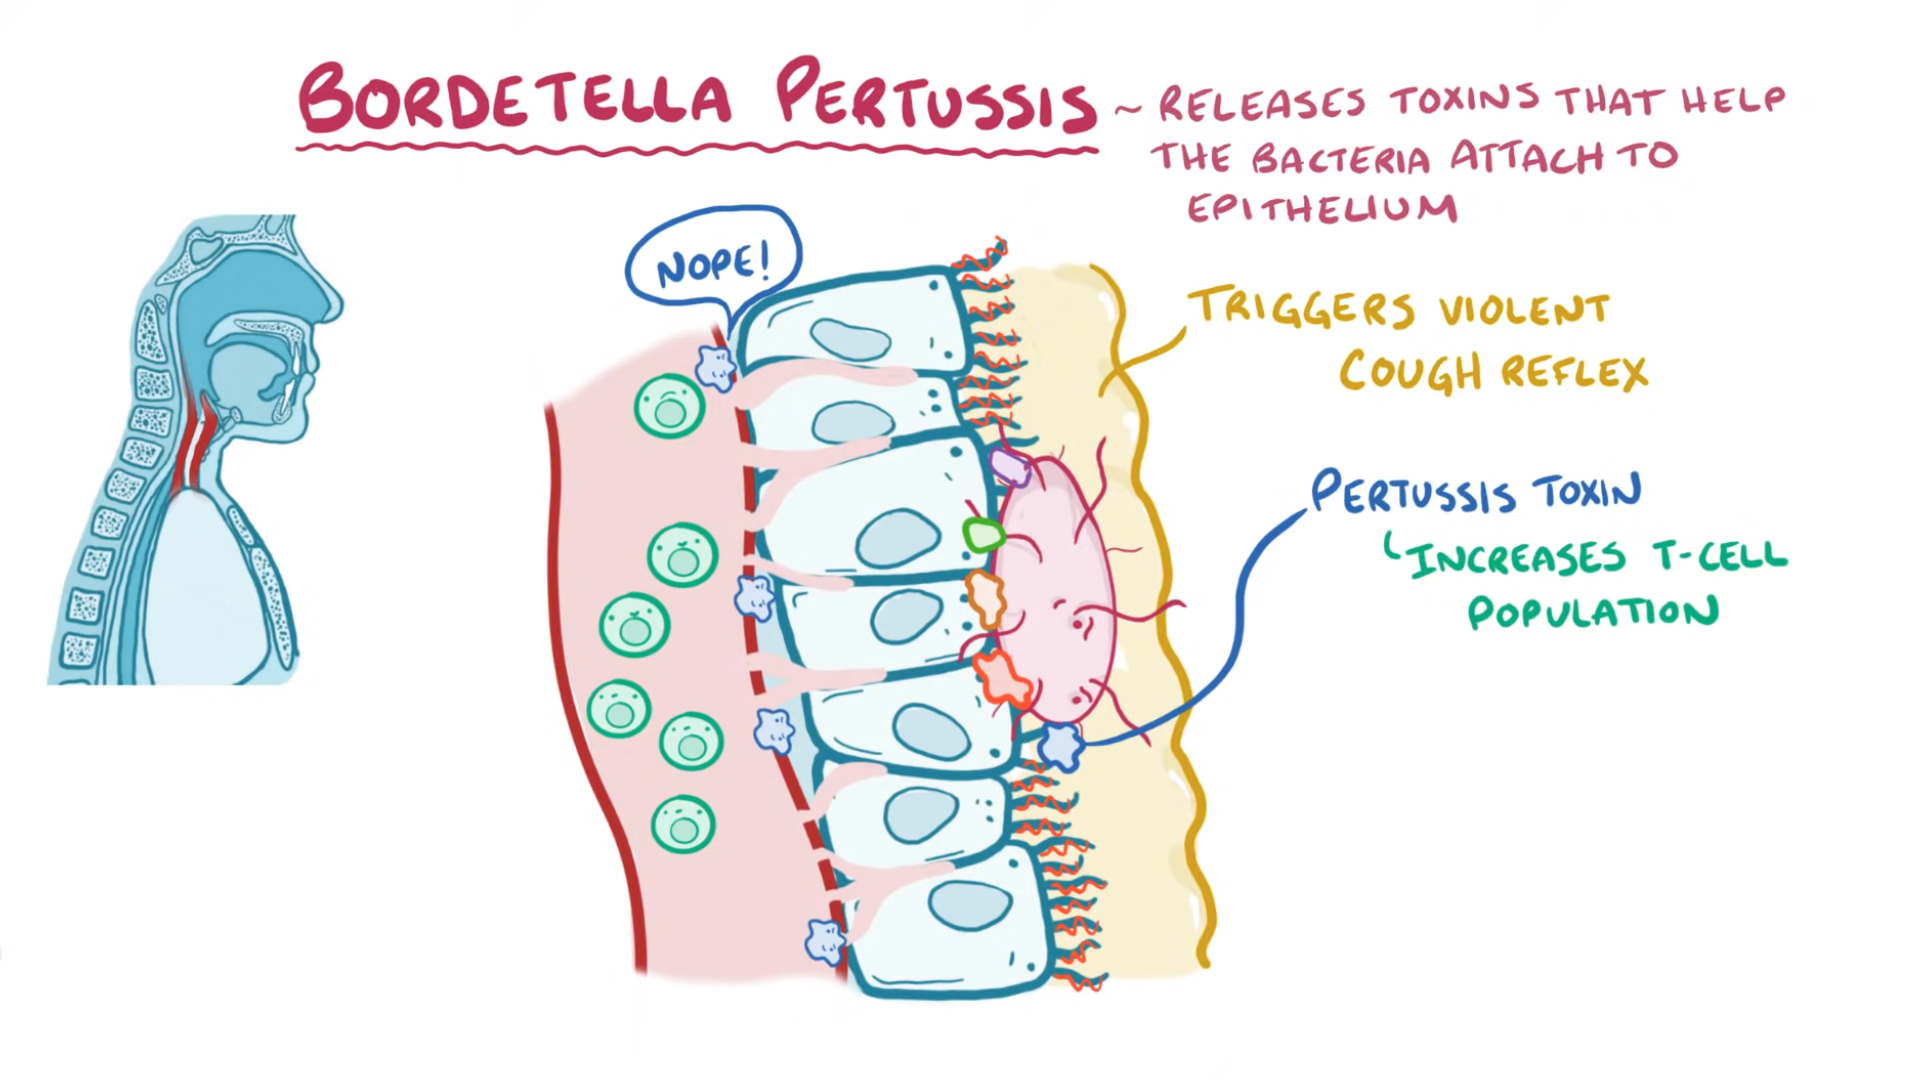 BORDETELLA PERTUSSIS ~ RELEASES TOXINS THAT HELP
THE BACTERIA ATTACH TO
EPITHELIUM
NOPE!
TRIGGERS VIOLENT
COUGH REFLEX
PERTUSSIS TOXIN
INCREASES T-CELL
POPULATION